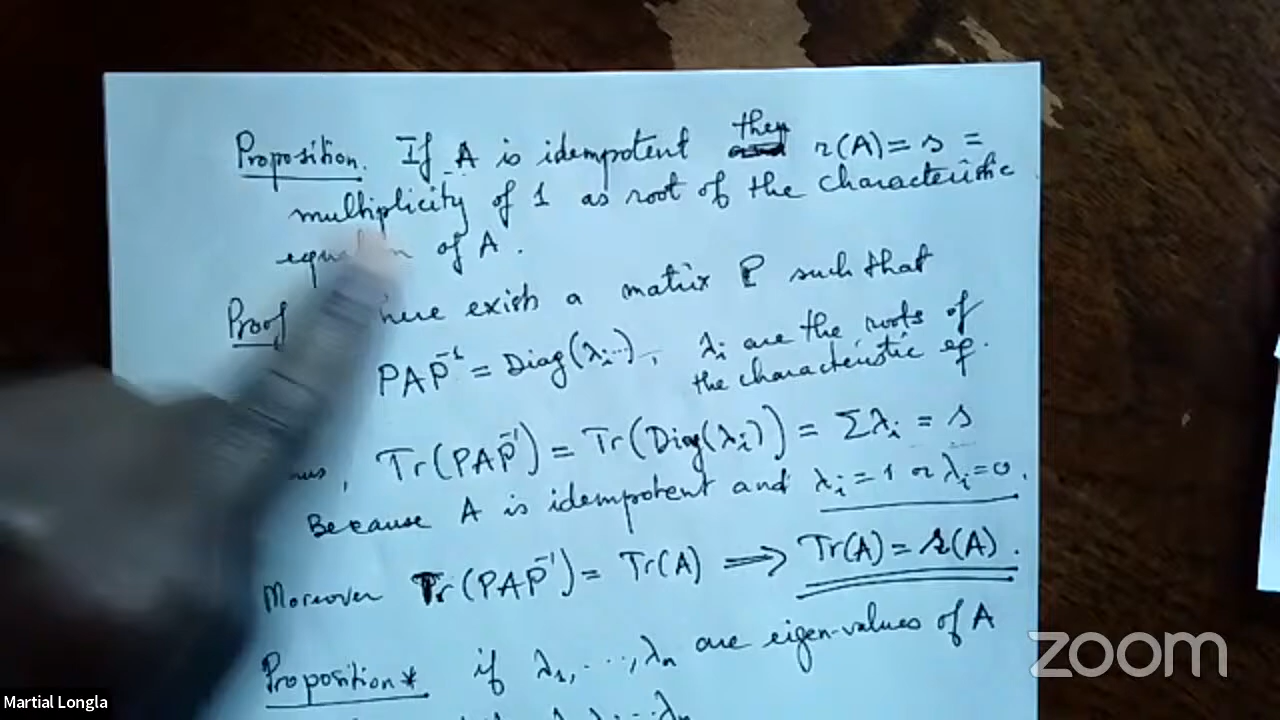 Proposition. If A is idempotent then r(A) = s =
multiplicity of 1 as root of the characteristic
of A.
Proof exist a matrix P such that
PAP⁻¹ = Diag(λi...), λi are the roots of
the characteristic eq.
, Tr(PAP⁻¹) = Tr(Diag(λi)) = Σλi = s
Because A is idempotent and λi = 1 or λi = 0.
Moreover Tr(PAP⁻¹) = Tr(A) ⟹ Tr(A) = r(A).
Proposition* if λ1, ..., λn are eigen-values of A
zoom
Martial Longla